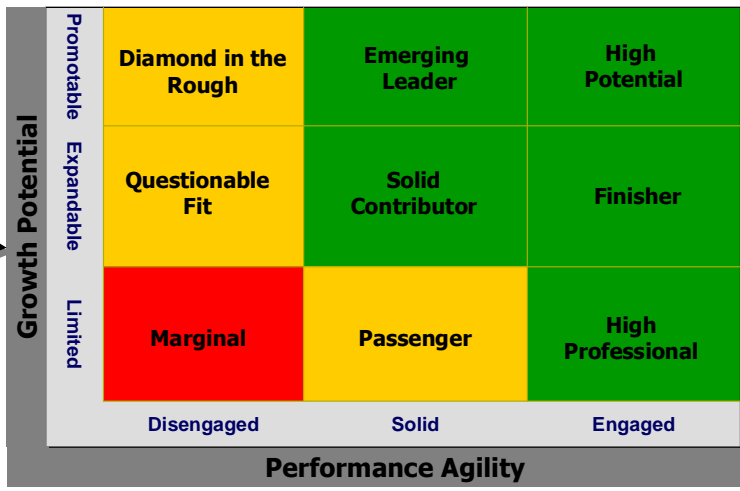 Growth Potential
Promotable
Diamond in the
Rough
Emerging
Leader
High
Potential
Expandable
Questionable
Fit
Solid
Contributor
Finisher
Limited
Marginal
Passenger
High
Professional
Disengaged
Solid
Engaged
Performance Agility